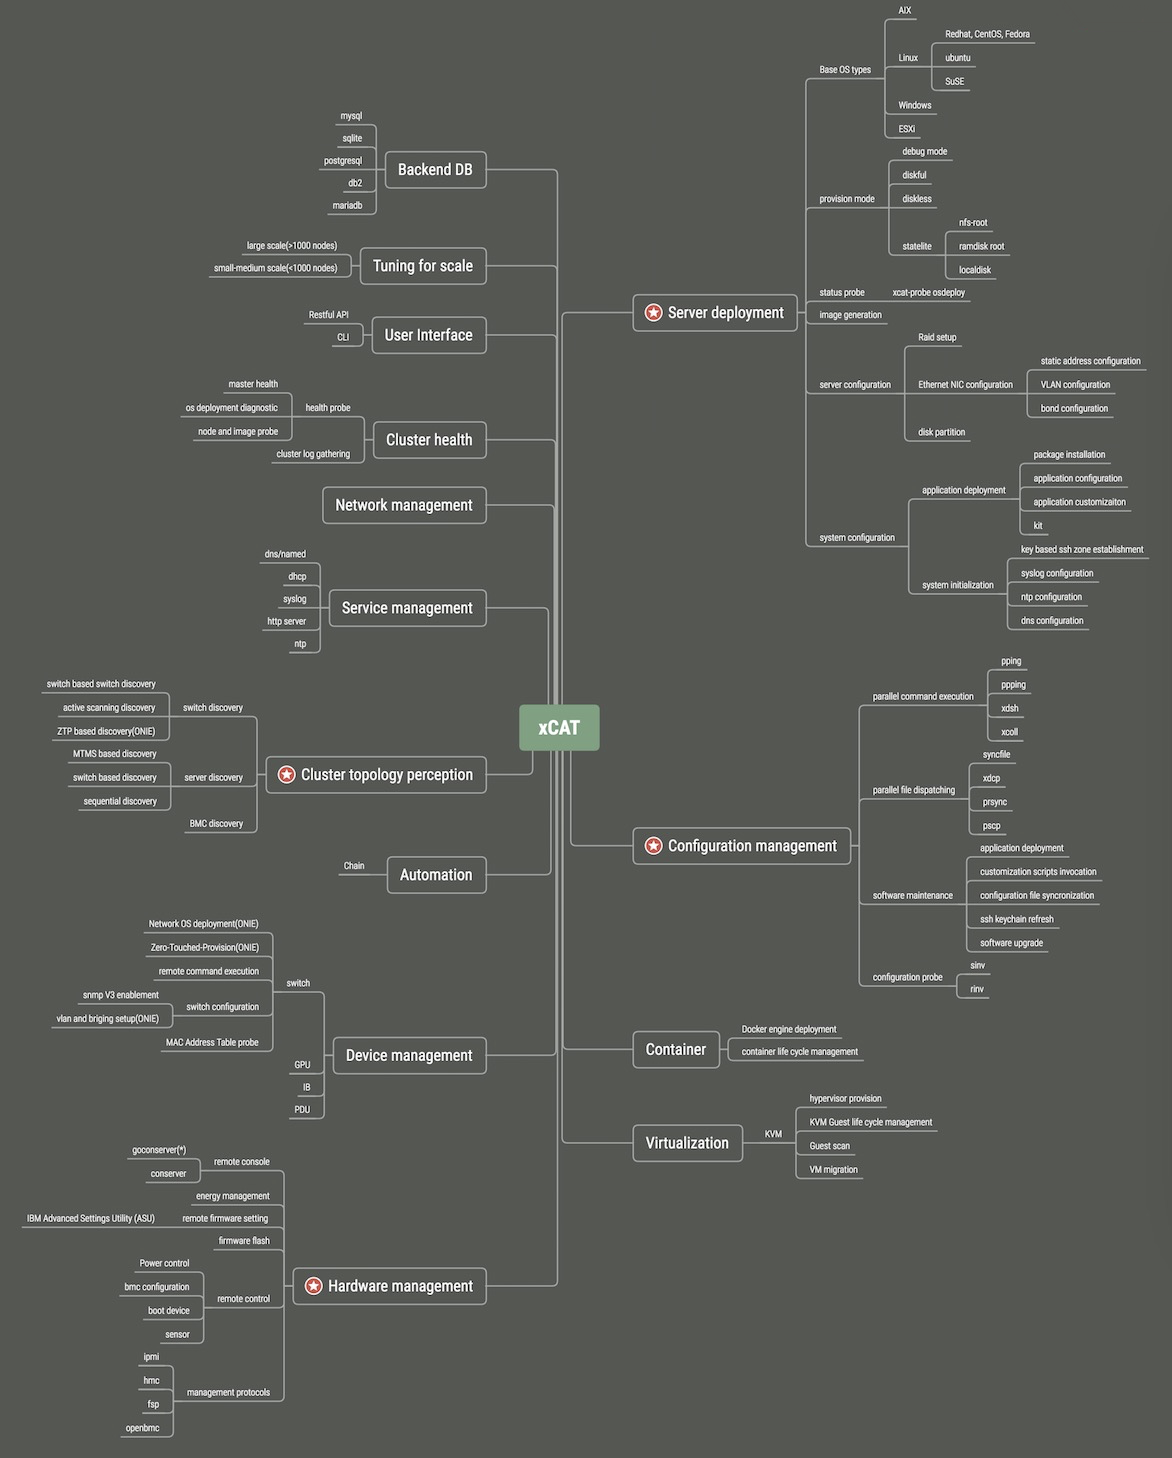 xCAT
Server deployment
Base OS types
AIX
Linux
Redhat, CentOS, Fedora
ubuntu
SuSE
Windows
ESXi
provision mode
debug mode
diskful
diskless
statelite
nfs-root
ramdisk root
localdisk
status probe
xcat-probe osdeploy
image generation
server configuration
Raid setup
Ethernet NIC configuration
static address configuration
VLAN configuration
bond configuration
disk partition
system configuration
application deployment
package installation
application configuration
application customizaiton
kit
system initialization
key based ssh zone establishment
syslog configuration
ntp configuration
dns configuration
Configuration management
parallel command execution
pping
ppping
xdsh
xcoll
parallel file dispatching
syncfile
xdcp
prsync
pscp
software maintenance
application deployment
customization scripts invocation
configuration file syncronization
ssh keychain refresh
software upgrade
configuration probe
sinv
rinv
Container
Docker engine deployment
container life cycle management
Virtualization
KVM
hypervisor provision
KVM Guest life cycle management
Guest scan
VM migration
Backend DB
mysql
sqlite
postgresql
db2
mariadb
Tuning for scale
large scale(>1000 nodes)
small-medium scale(<1000 nodes)
User Interface
Restful API
CLI
Cluster health
health probe
master health
os deployment diagnostic
node and image probe
cluster log gathering
Network management
Service management
dns/named
dhcp
syslog
http server
ntp
Cluster topology perception
switch discovery
switch based switch discovery
active scanning discovery
ZTP based discovery(ONIE)
server discovery
MTMS based discovery
switch based discovery
sequential discovery
BMC discovery
Automation
Chain
Device management
switch
Network OS deployment(ONIE)
Zero-Touched-Provision(ONIE)
remote command execution
switch configuration
snmp V3 enablement
vlan and briging setup(ONIE)
MAC Address Table probe
GPU
IB
PDU
Hardware management
remote console
goconserver(*)
conserver
energy management
remote firmware setting
IBM Advanced Settings Utility (ASU)
firmware flash
remote control
Power control
bmc configuration
boot device
sensor
management protocols
ipmi
hmc
fsp
openbmc